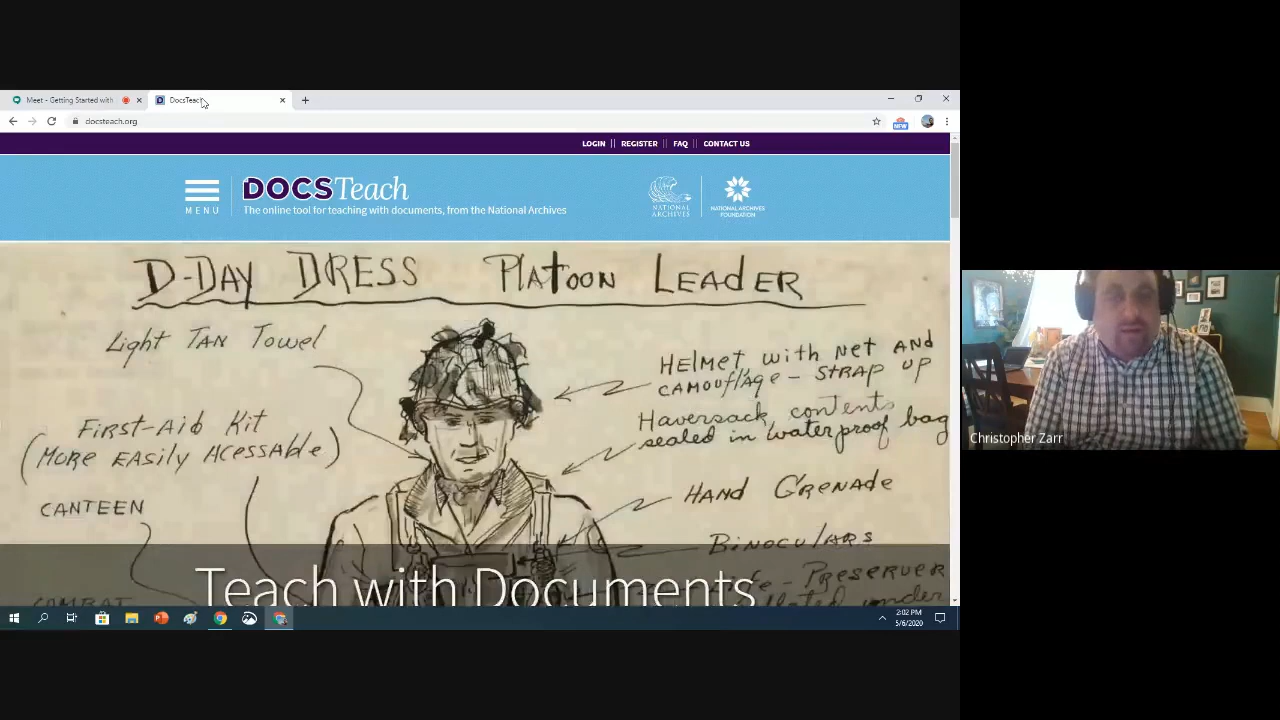 Meet - Getting Started with
DocsTeach
docsteach.org
LOGIN || REGISTER || FAQ || CONTACT US
MENU
DOCSTeach
The online tool for teaching with documents, from the National Archives
NATIONAL
ARCHIVES
NATIONAL ARCHIVES
FOUNDATION
D-DAY DRESS PLATOON LEADER
Light TAN Towel
HELMET, with NET AND
CAMOUFlAgE - STRAP UP
FIRST-AID Kit
(MORE EASILY ACESSAblE)
Haversack, contents
sealed in waterproof bag
HAND GRENADE
CANTEEN
BINOCULARS
PRESERVER
under
COMBAT
Teach with Documents
Christopher Zarr
NEW
2:02 PM
5/6/2020